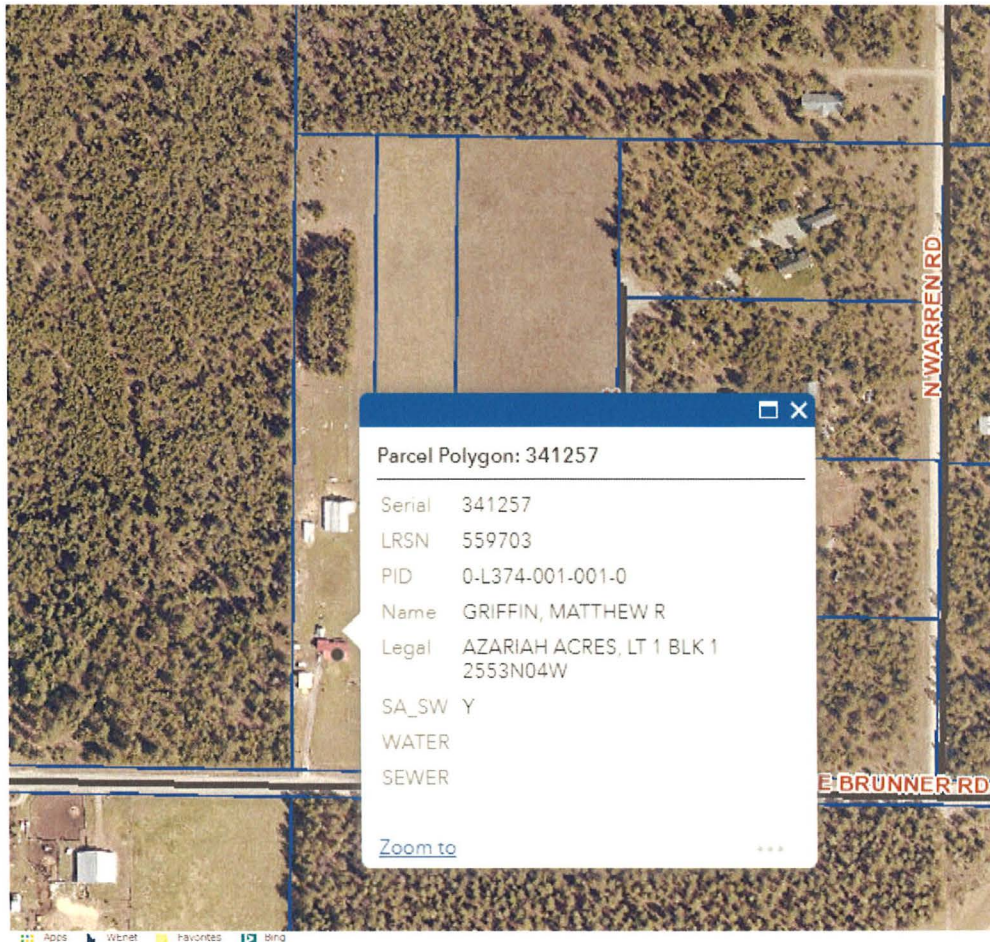 N WARREN RD
Parcel Polygon: 341257
Serial 341257
LRSN 559703
PID 0-L374-001-001-0
Name GRIFFIN, MATTHEW R
Legal AZARIAH ACRES, LT 1 BLK 1
2553N04W
SA_SW Y
WATER
SEWER
E BRUNNER RD
Zoom to
Apps WEnet Favorites Bing